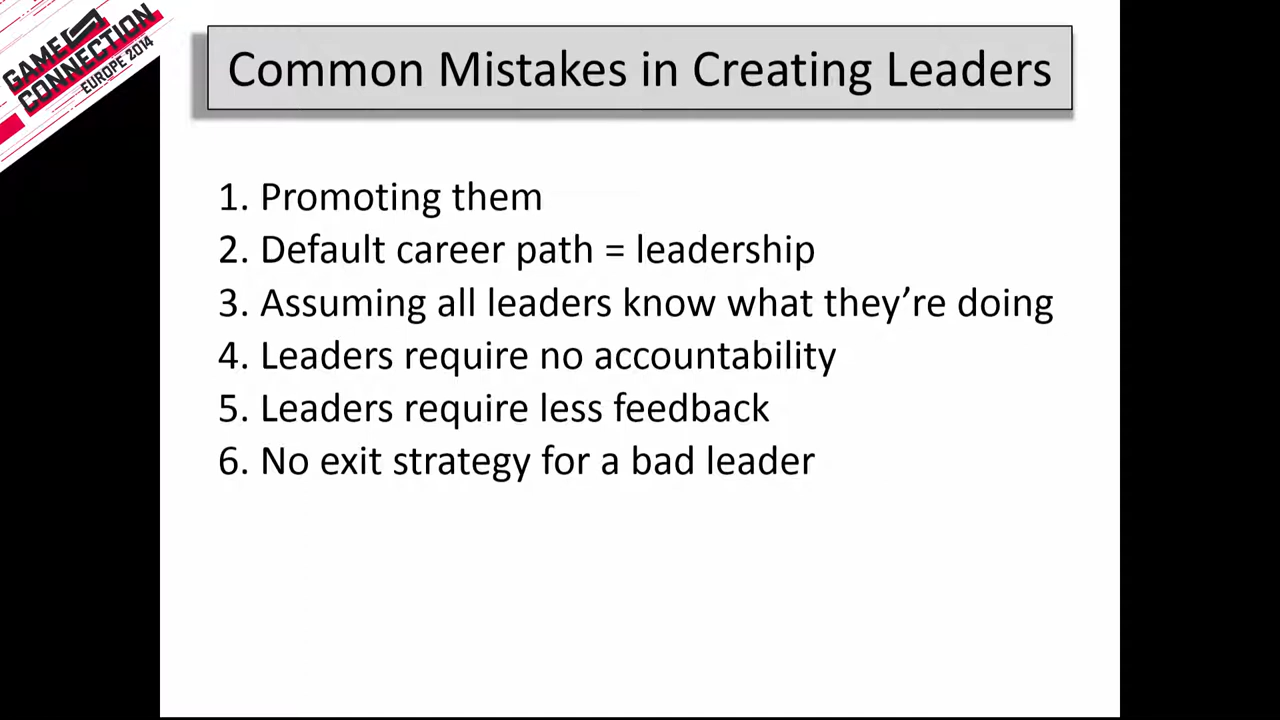 GAME
CONNECTION
EUROPE 2014
Common Mistakes in Creating Leaders
1. Promoting them
2. Default career path = leadership
3. Assuming all leaders know what they’re doing
4. Leaders require no accountability
5. Leaders require less feedback
6. No exit strategy for a bad leader